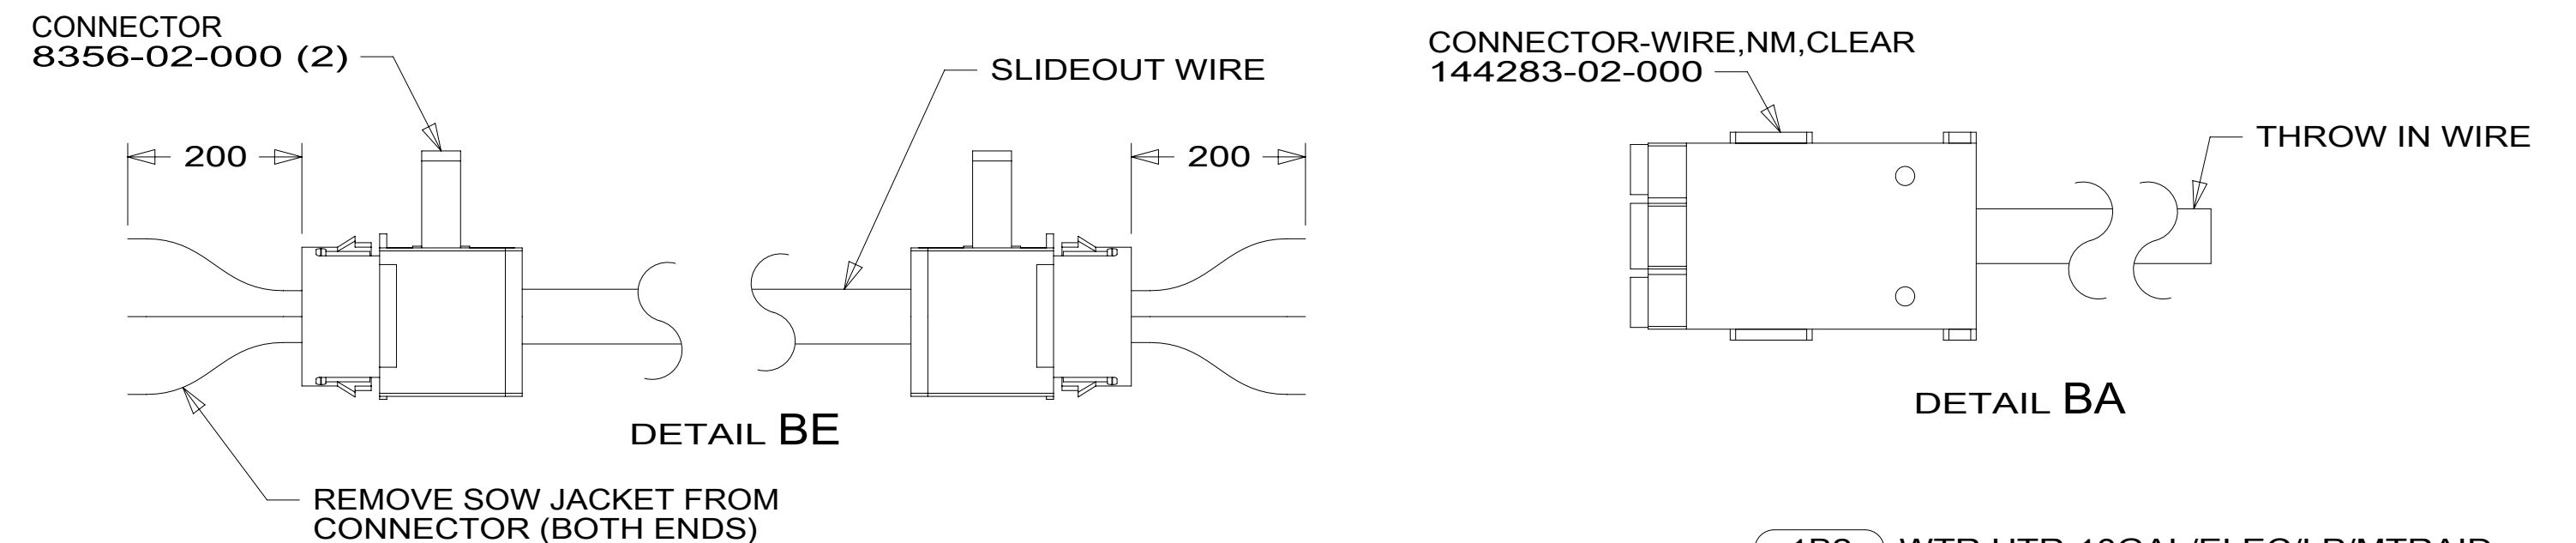 CONNECTOR
8356-02-000 (2)
SLIDEOUT WIRE
200
200
DETAIL BE
REMOVE SOW JACKET FROM
CONNECTOR (BOTH ENDS)
CONNECTOR-WIRE,NM,CLEAR
144283-02-000
THROW IN WIRE
DETAIL BA